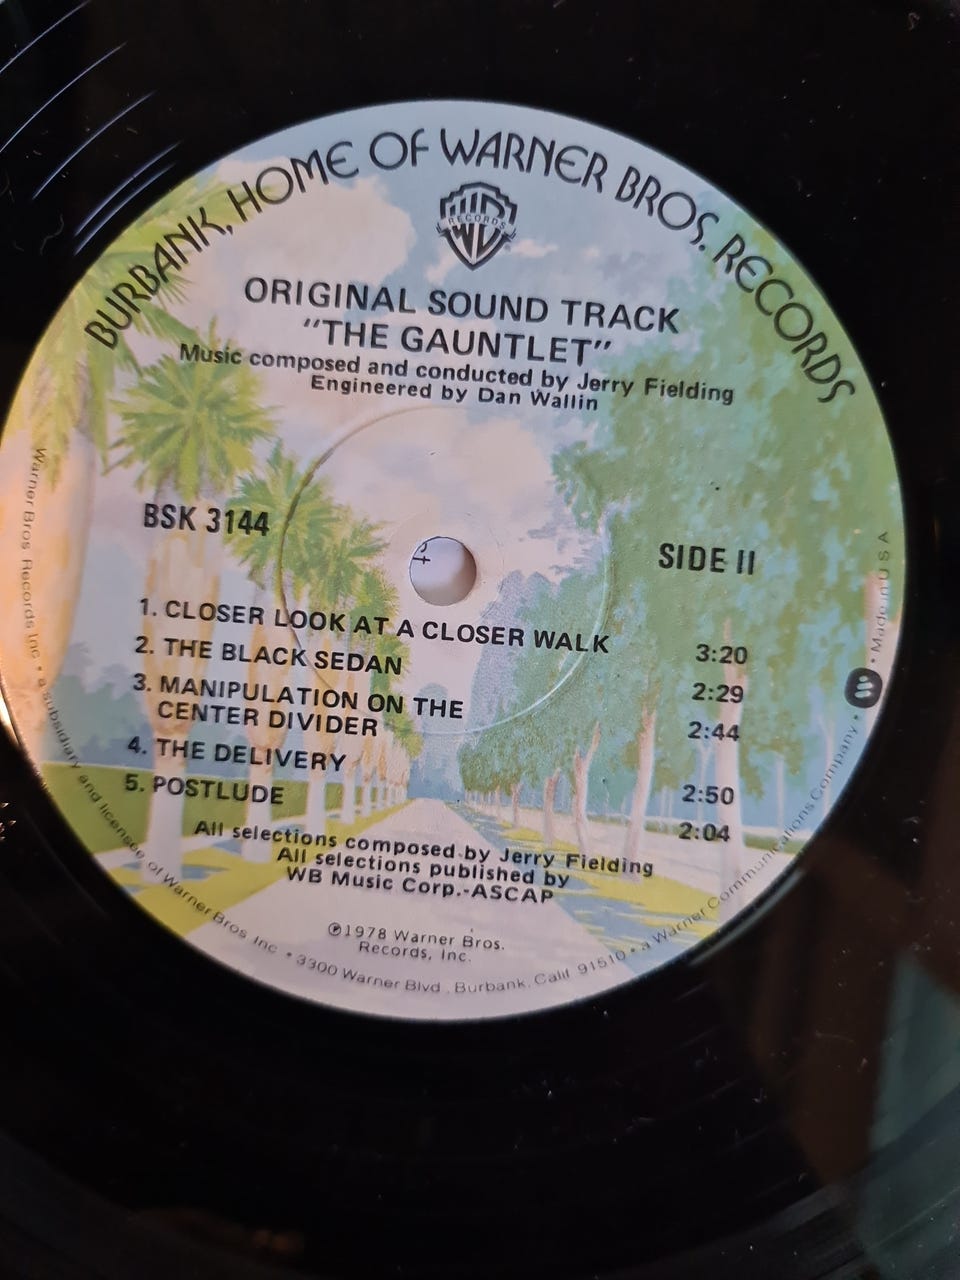 BURBANK, HOME OF WARNER BROS. RECORDS
W RECORDS
ORIGINAL SOUND TRACK
"THE GAUNTLET"
Music composed and conducted by Jerry Fielding
Engineered by Dan Wallin
BSK 3144
SIDE II
1. CLOSER LOOK AT A CLOSER WALK 3:20
2. THE BLACK SEDAN 2:29
3. MANIPULATION ON THE
CENTER DIVIDER 2:44
4. THE DELIVERY 2:50
5. POSTLUDE 2:04
All selections composed by Jerry Fielding
All selections published by
WB Music Corp.-ASCAP
℗1978 Warner Bros.
Records, Inc.
Warner Bros Records Inc • a subsidiary and licensee of Warner Bros Inc • 3300 Warner Blvd . Burbank, Calif 91510 • a Warner Communications Company • • Made in U S A